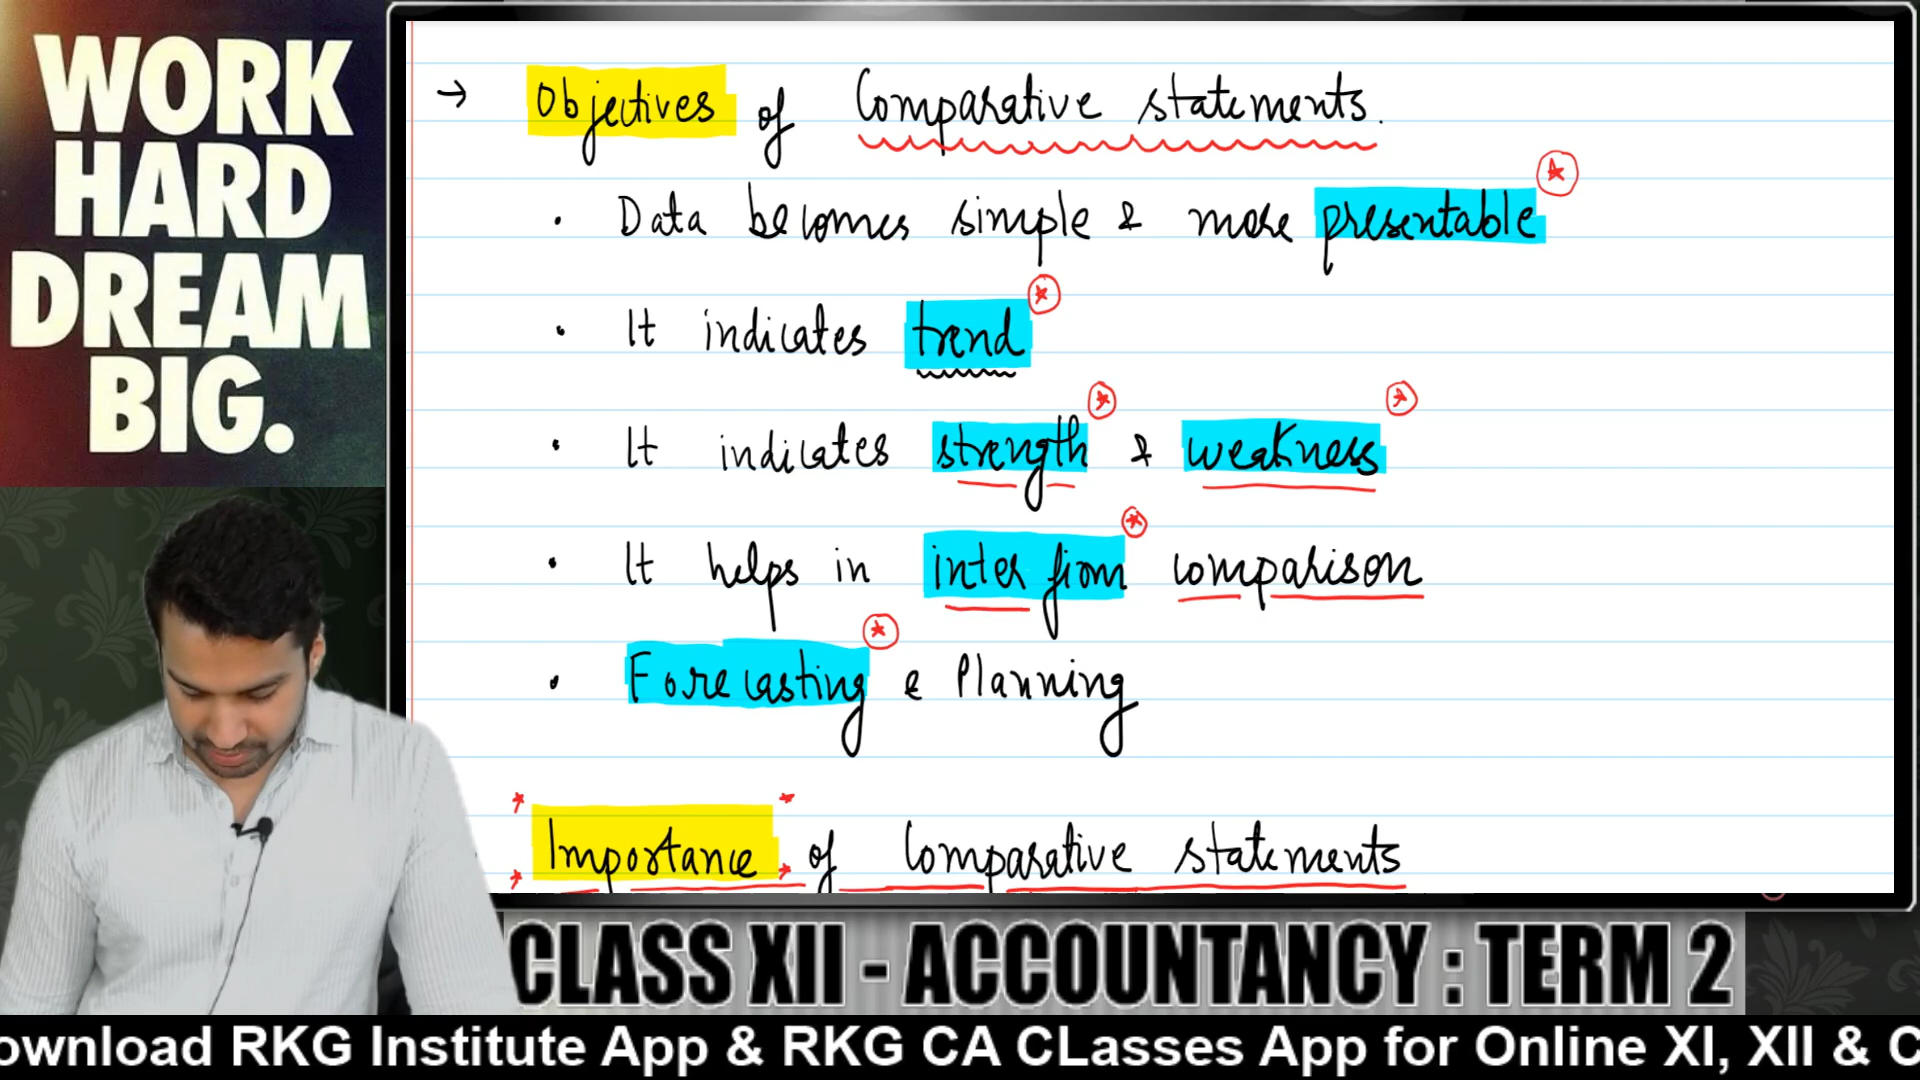 WORK
HARD
DREAM
BIG.
→ Objectives of Comparative statements.
• Data becomes simple & more presentable
• It indicates trend
• It indicates strength & weakness
• It helps in inter firm comparison
• Forecasting & Planning
Importance of Comparative statements
CLASS XII - ACCOUNTANCY : TERM 2
ownload RKG Institute App & RKG CA CLasses App for Online XI, XII & C